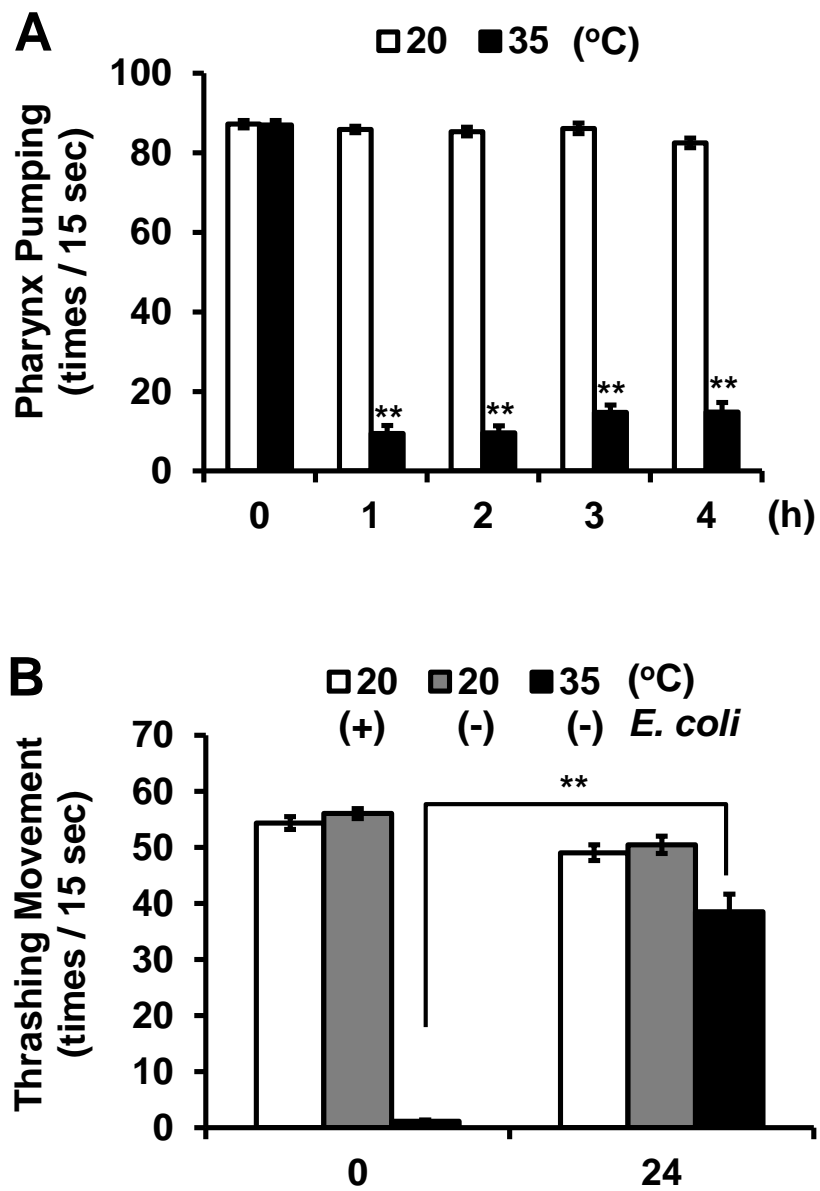 A
20 35 (°C)
Pharynx Pumping
(times / 15 sec)
100
80
60
40
20
0
** ** ** **
0 1 2 3 4 (h)
B
20 20 35 (°C)
(+) (-) (-) E. coli
Thrashing Movement
(times / 15 sec)
70
60
50
40
30
20
10
0
**
0 24